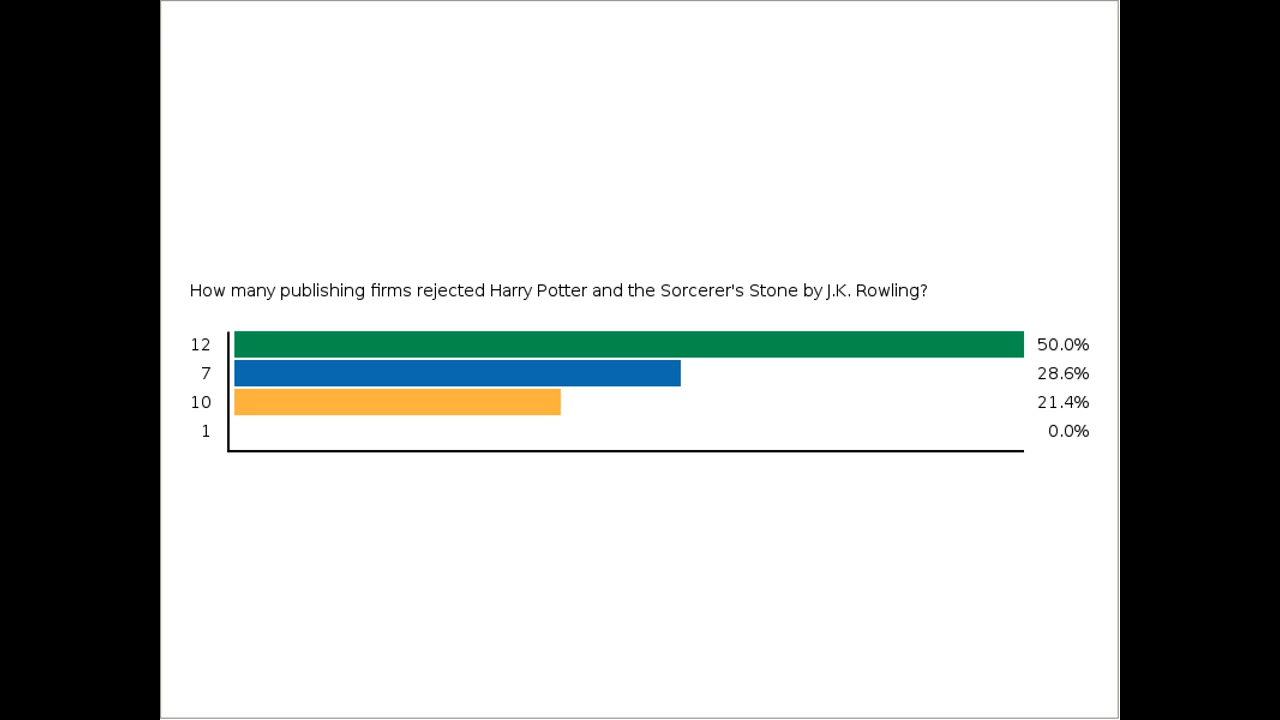 How many publishing firms rejected Harry Potter and the Sorcerer's Stone by J.K. Rowling?
12 50.0%
7 28.6%
10 21.4%
1 0.0%